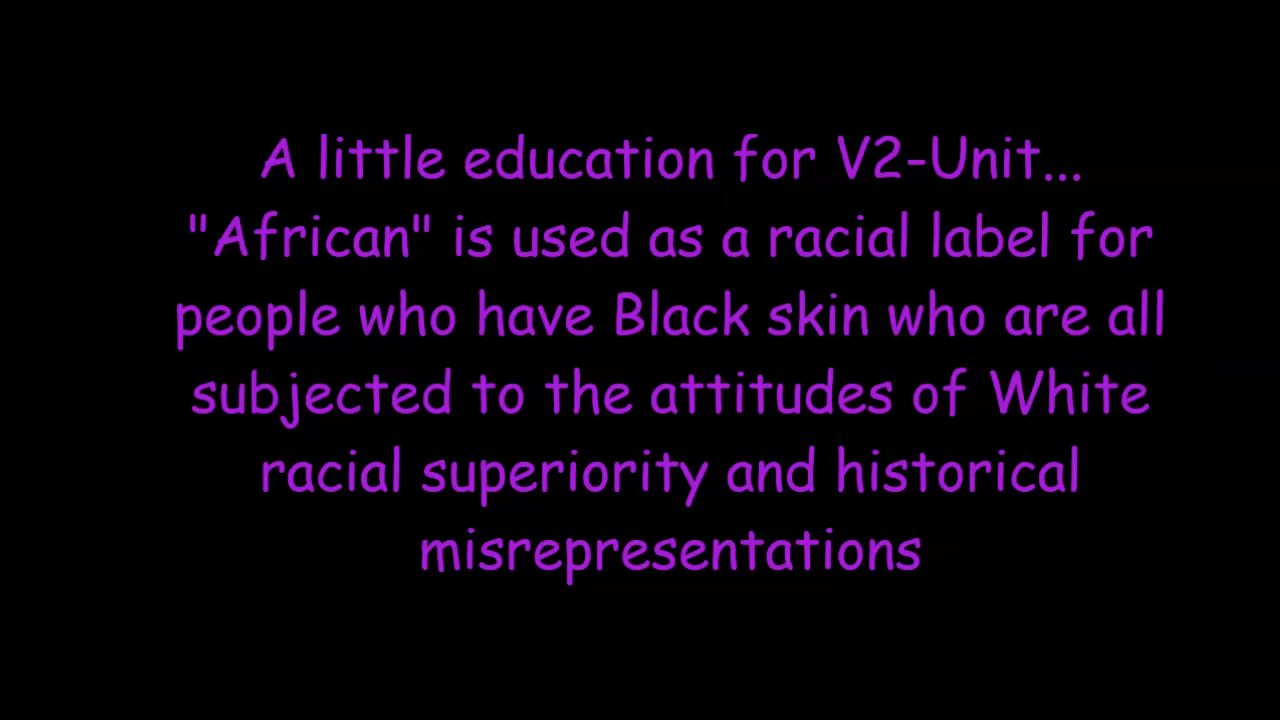 A little education for V2-Unit...
"African" is used as a racial label for
people who have Black skin who are all
subjected to the attitudes of White
racial superiority and historical
misrepresentations